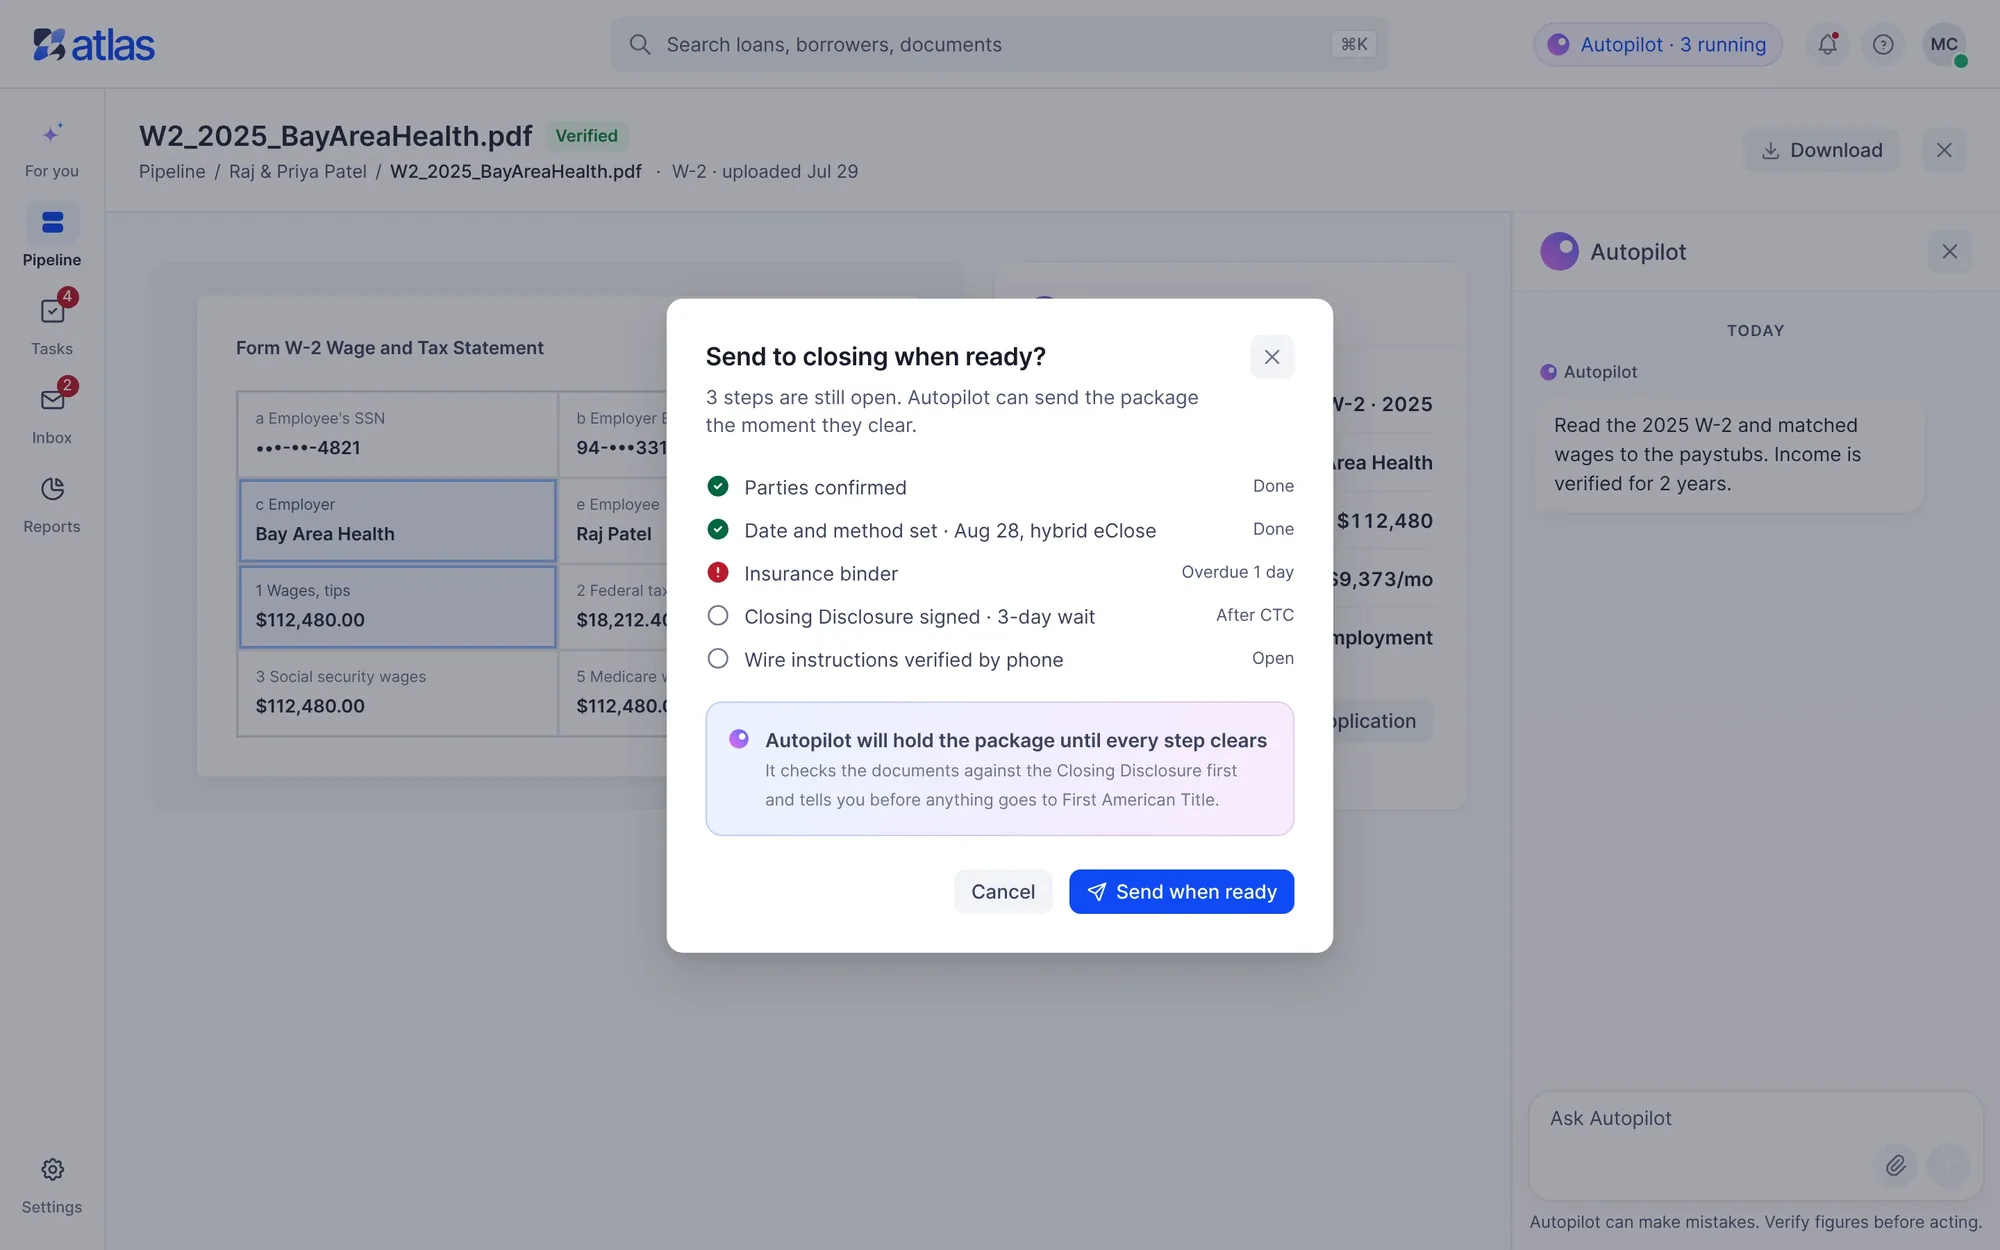 atlas
Search loans, borrowers, documents
⌘K
Autopilot · 3 running
MC
W2_2025_BayAreaHealth.pdf
Verified
Pipeline / Raj & Priya Patel / W2_2025_BayAreaHealth.pdf · W-2 · uploaded Jul 29
Download
For you
Pipeline
4
Tasks
2
Inbox
Reports
Settings
Form W-2 Wage and Tax Statement
a Employee's SSN
•••-••-4821
b Employer
94-•••331
c Employer
Bay Area Health
e Employee
Raj Patel
1 Wages, tips
$112,480.00
2 Federal tax
$18,212.40
3 Social security wages
$112,480.00
5 Medicare
$112,480.0
W-2 · 2025
Area Health
$112,480
$9,373/mo
Send to closing when ready?
3 steps are still open. Autopilot can send the package
the moment they clear.
Parties confirmed
Done
Date and method set · Aug 28, hybrid eClose
Done
Insurance binder
Overdue 1 day
Closing Disclosure signed · 3-day wait
After CTC
Wire instructions verified by phone
Open
Autopilot will hold the package until every step clears
It checks the documents against the Closing Disclosure first
and tells you before anything goes to First American Title.
Cancel
Send when ready
Autopilot
TODAY
Autopilot
Read the 2025 W-2 and matched
wages to the paystubs. Income is
verified for 2 years.
Ask Autopilot
Autopilot can make mistakes. Verify figures before acting.